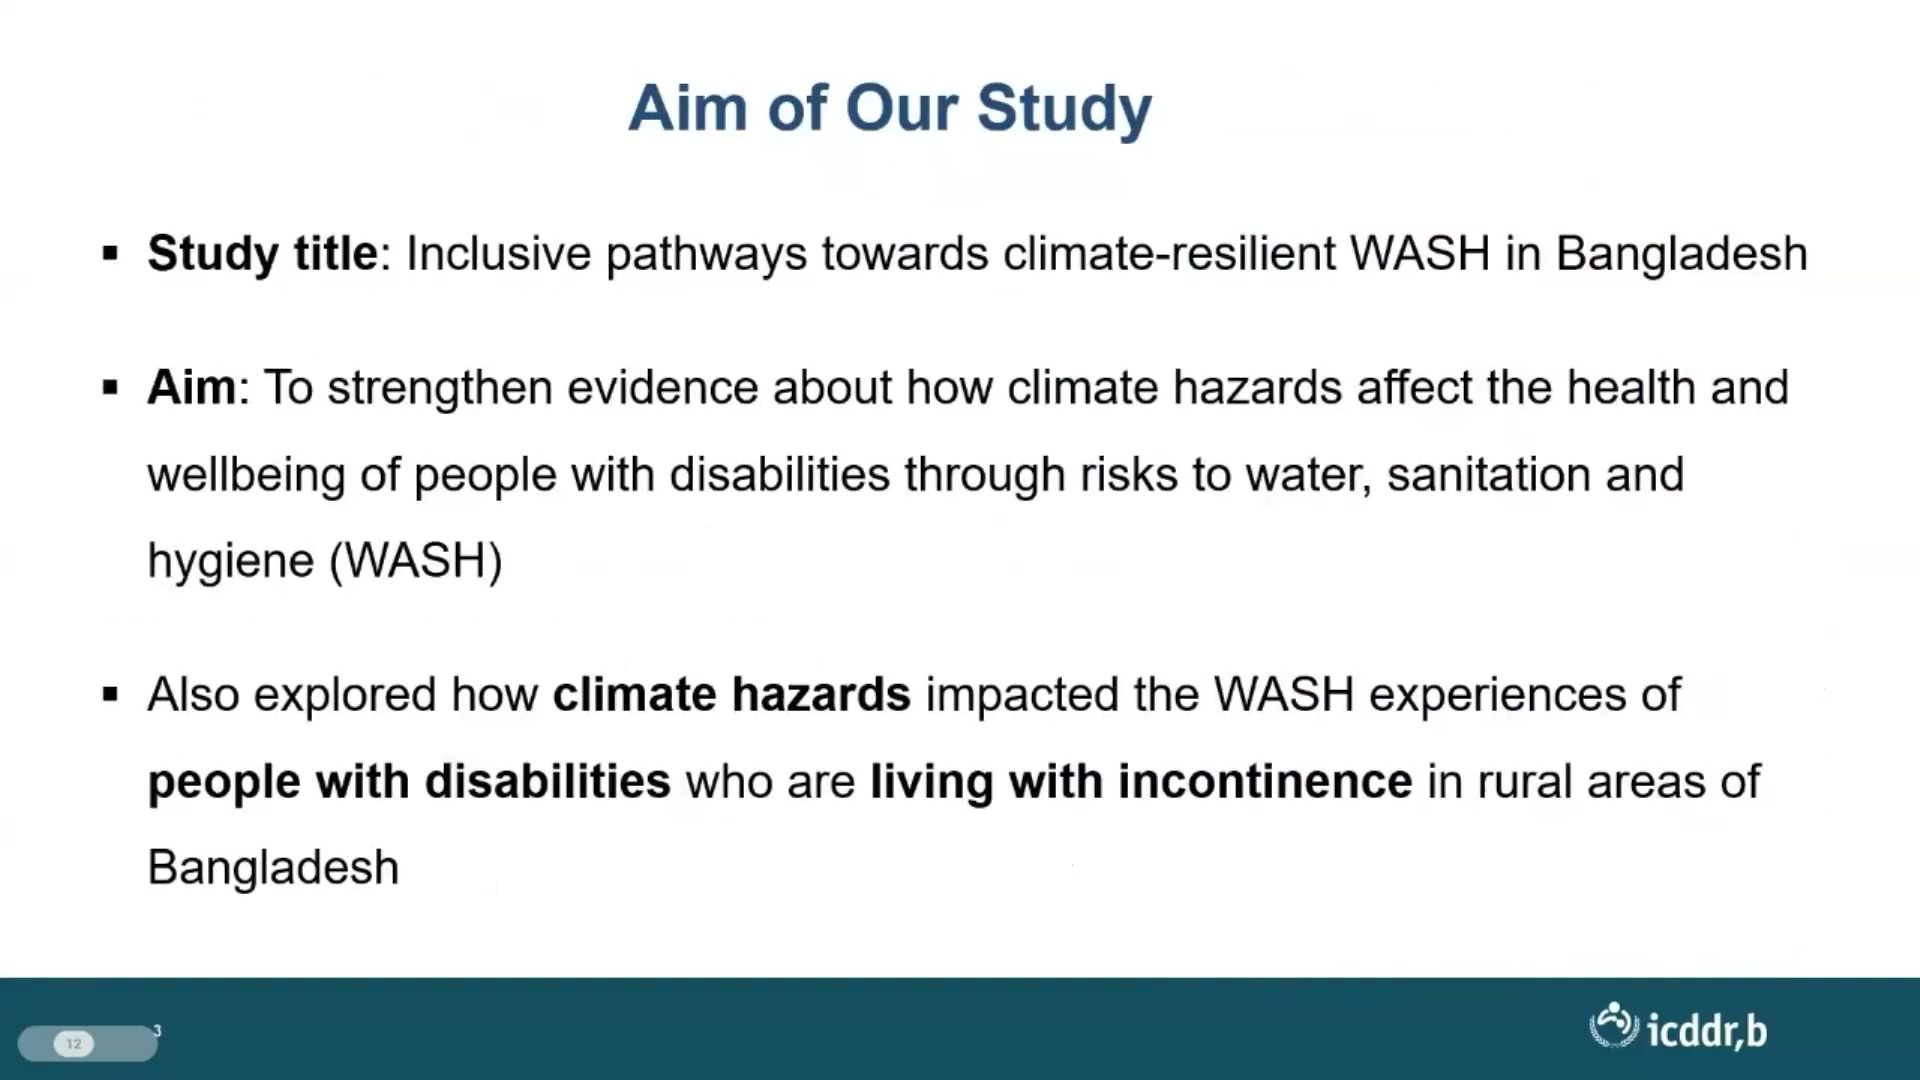 Aim of Our Study
▪ Study title: Inclusive pathways towards climate-resilient WASH in Bangladesh
▪ Aim: To strengthen evidence about how climate hazards affect the health and
wellbeing of people with disabilities through risks to water, sanitation and
hygiene (WASH)
▪ Also explored how climate hazards impacted the WASH experiences of
people with disabilities who are living with incontinence in rural areas of
Bangladesh
3
12
icddr,b